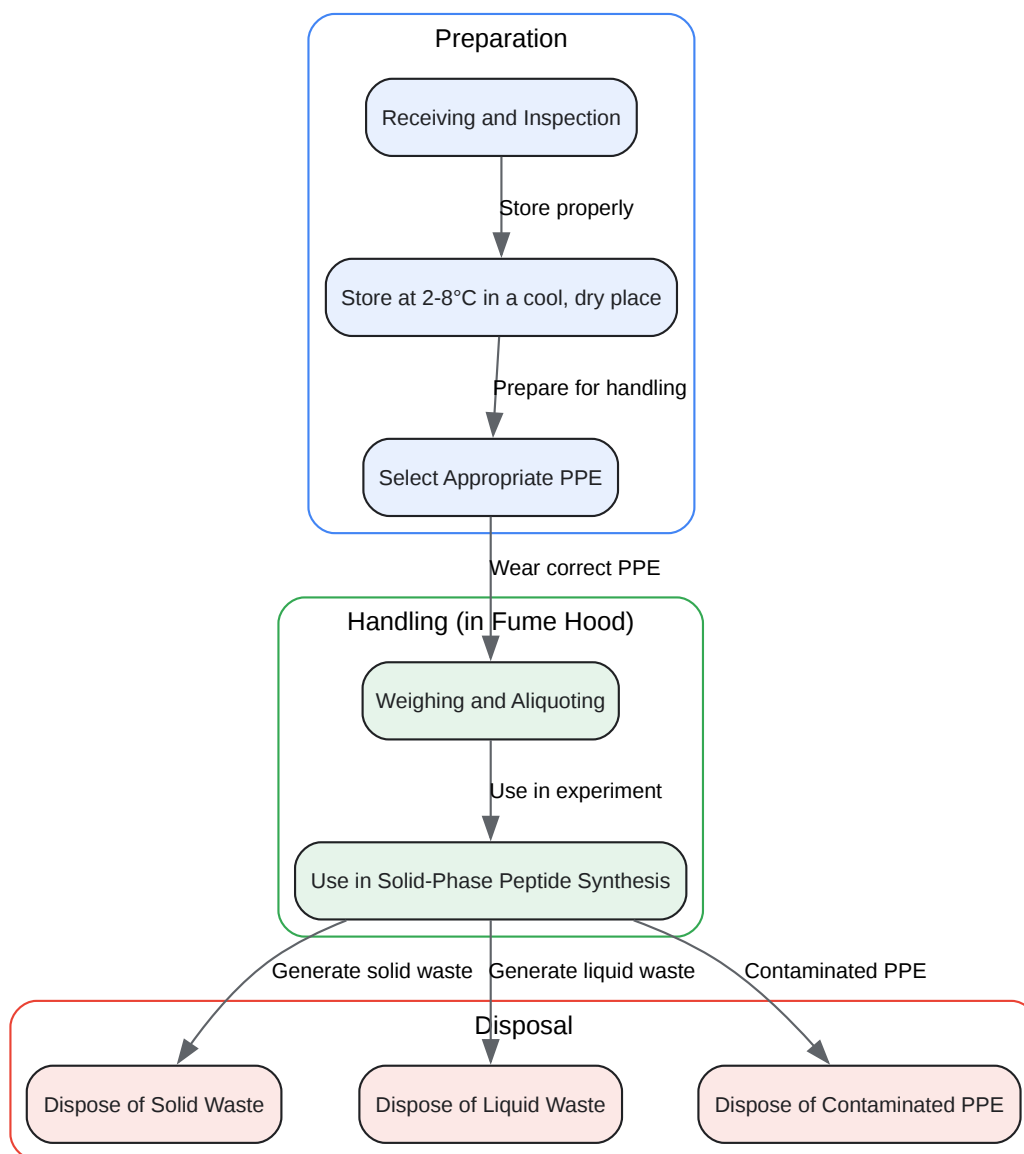 Preparation
Receiving and Inspection
Store properly
Store at 2-8°C in a cool, dry place
Prepare for handling
Select Appropriate PPE
Wear correct PPE
Handling (in Fume Hood)
Weighing and Aliquoting
Use in experiment
Use in Solid-Phase Peptide Synthesis
Generate solid waste
Generate liquid waste
Contaminated PPE
Disposal
Dispose of Solid Waste
Dispose of Liquid Waste
Dispose of Contaminated PPE